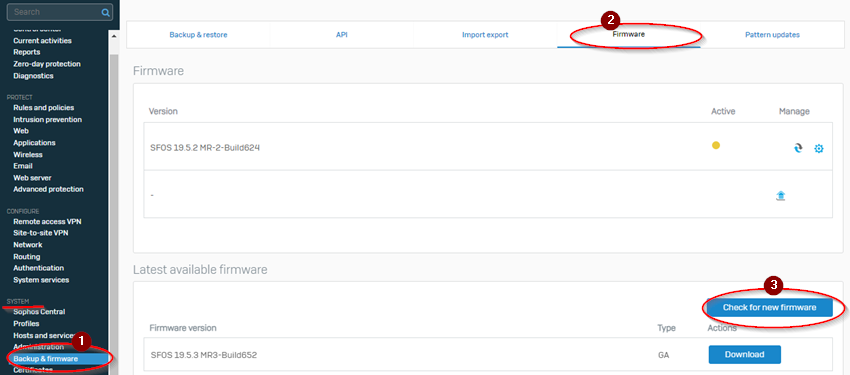 Search
Control center
Current activities
Reports
Zero-day protection
Diagnostics
PROTECT
Rules and policies
Intrusion prevention
Web
Applications
Wireless
Email
Web server
Advanced protection
CONFIGURE
Remote access VPN
Site-to-site VPN
Network
Routing
Authentication
System services
SYSTEM
Sophos Central
Profiles
Hosts and services
1
Administration
Backup & firmware
Certificates
2
Backup & restore
API
Import export
Firmware
Pattern updates
Firmware
Version Active Manage
SFOS 19.5.2 MR-2-Build624
-
Latest available firmware
3
Check for new firmware
Firmware version Type Actions
SFOS 19.5.3 MR3-Build652 GA Download